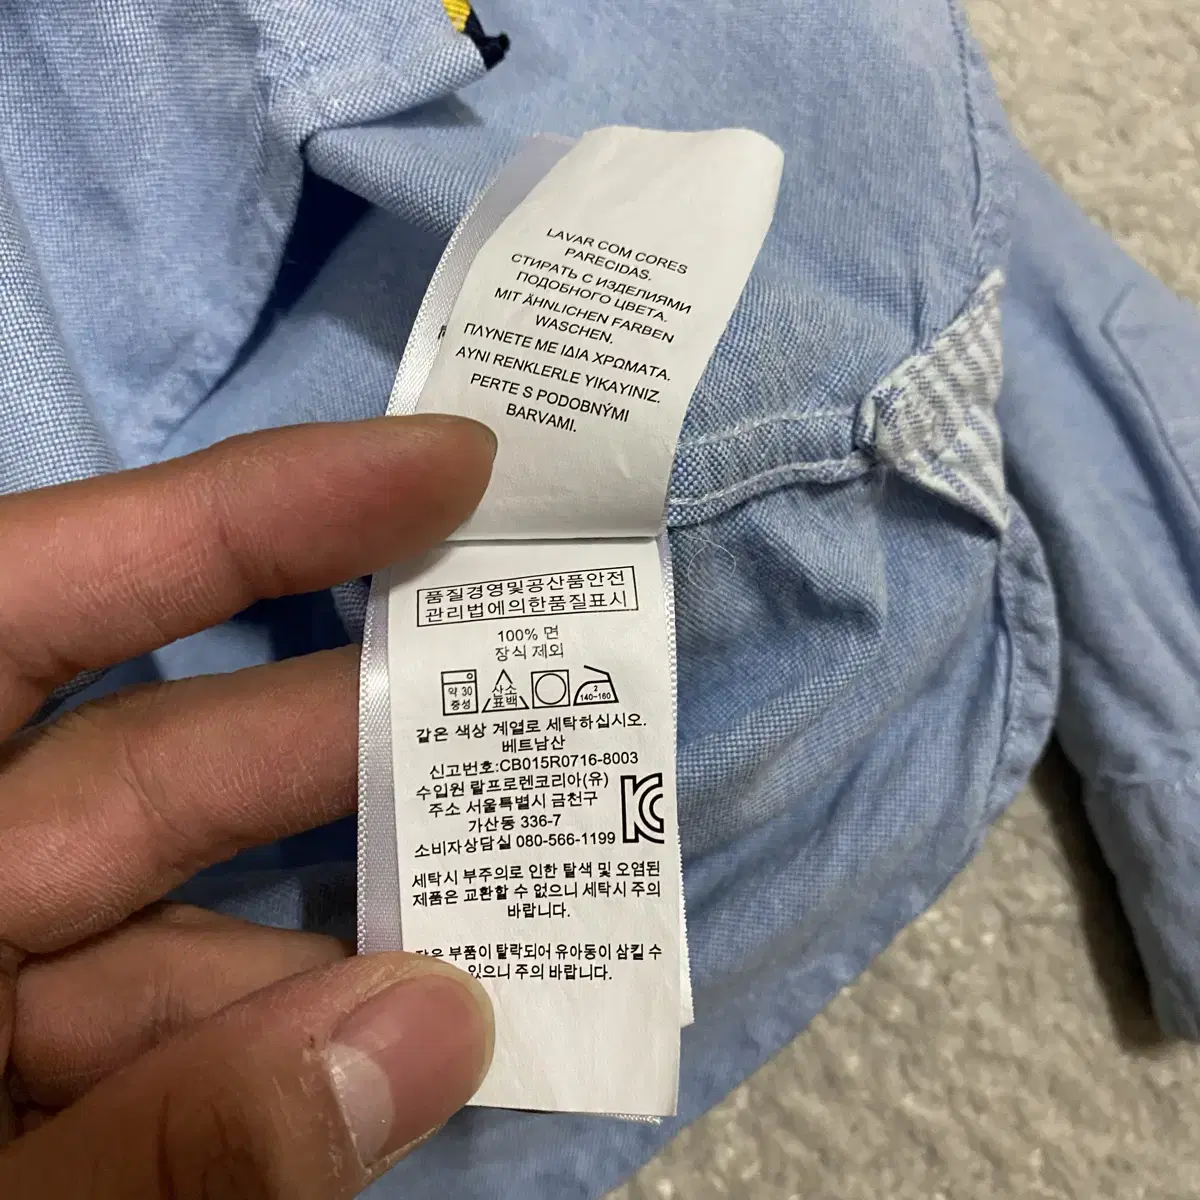 LAVAR COM CORES
PARECIDAS.
СТИРАТЬ С ИЗДЕЛИЯМИ
ПОДОБНОГО ЦВЕТА.
MIT ÄHNLICHEN FARBEN
WASCHEN.
ΠΛΥΝΕΤΕ ΜΕ ΙΔΙΑ ΧΡΩΜΑΤΑ.
AYNI RENKLERLE YIKAYINIZ.
PERTE S PODOBNÝMI
BARVAMI.
품질경영및공산품안전
관리법에의한품질표시
100% 면
장식 제외
약 30
중성
산소
표백
2
140-160
같은 색상 계열로 세탁하십시오.
베트남산
신고번호:CB015R0716-8003
수입원 랄프로렌코리아(유)
주소 서울특별시 금천구
가산동 336-7
소비자상담실 080-566-1199
세탁시 부주의로 인한 탈색 및 오염된
제품은 교환할 수 없으니 세탁시 주의
바랍니다.
부품이 탈락되어 유아동이 삼킬 수
있으니 주의 바랍니다.